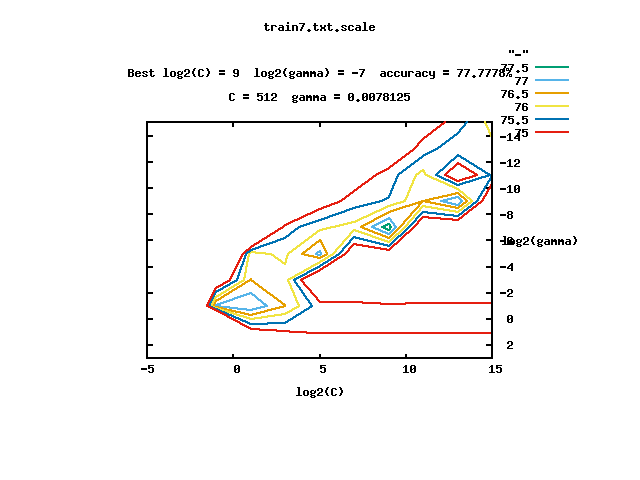 train7.txt.scale
"-"
Best log2(C) = 9 log2(gamma) = -7 accuracy = 77.7778%
77.5
77
C = 512 gamma = 0.0078125
76.5
76
75.5
75
-14
-12
-10
-8
-6
log2(gamma)
-4
-2
0
2
-5 0 5 10 15
log2(C)